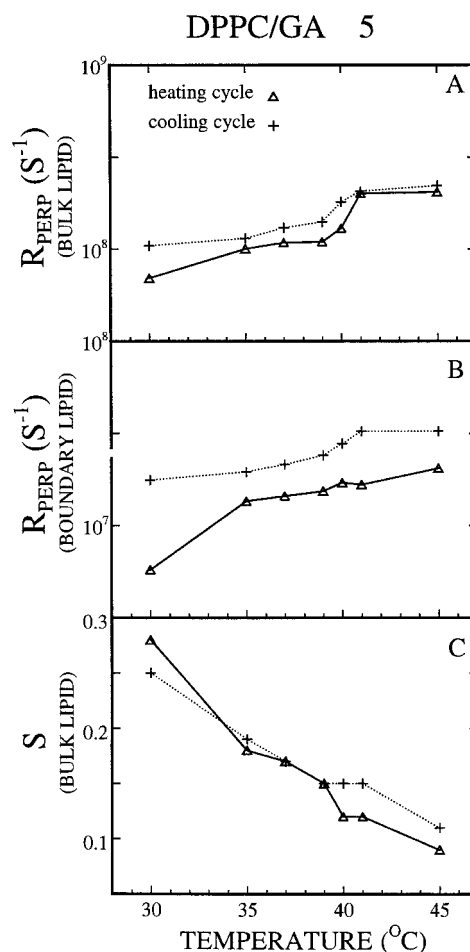 DPPC/GA 5
10⁹
A
heating cycle
cooling cycle
R_PERP (S⁻¹)
(BULK LIPID)
10⁸
10⁸
B
R_PERP (S⁻¹)
(BOUNDARY LIPID)
10⁷
0.3
C
S
(BULK LIPID)
0.2
0.1
30 35 40 45
TEMPERATURE (⁰C)